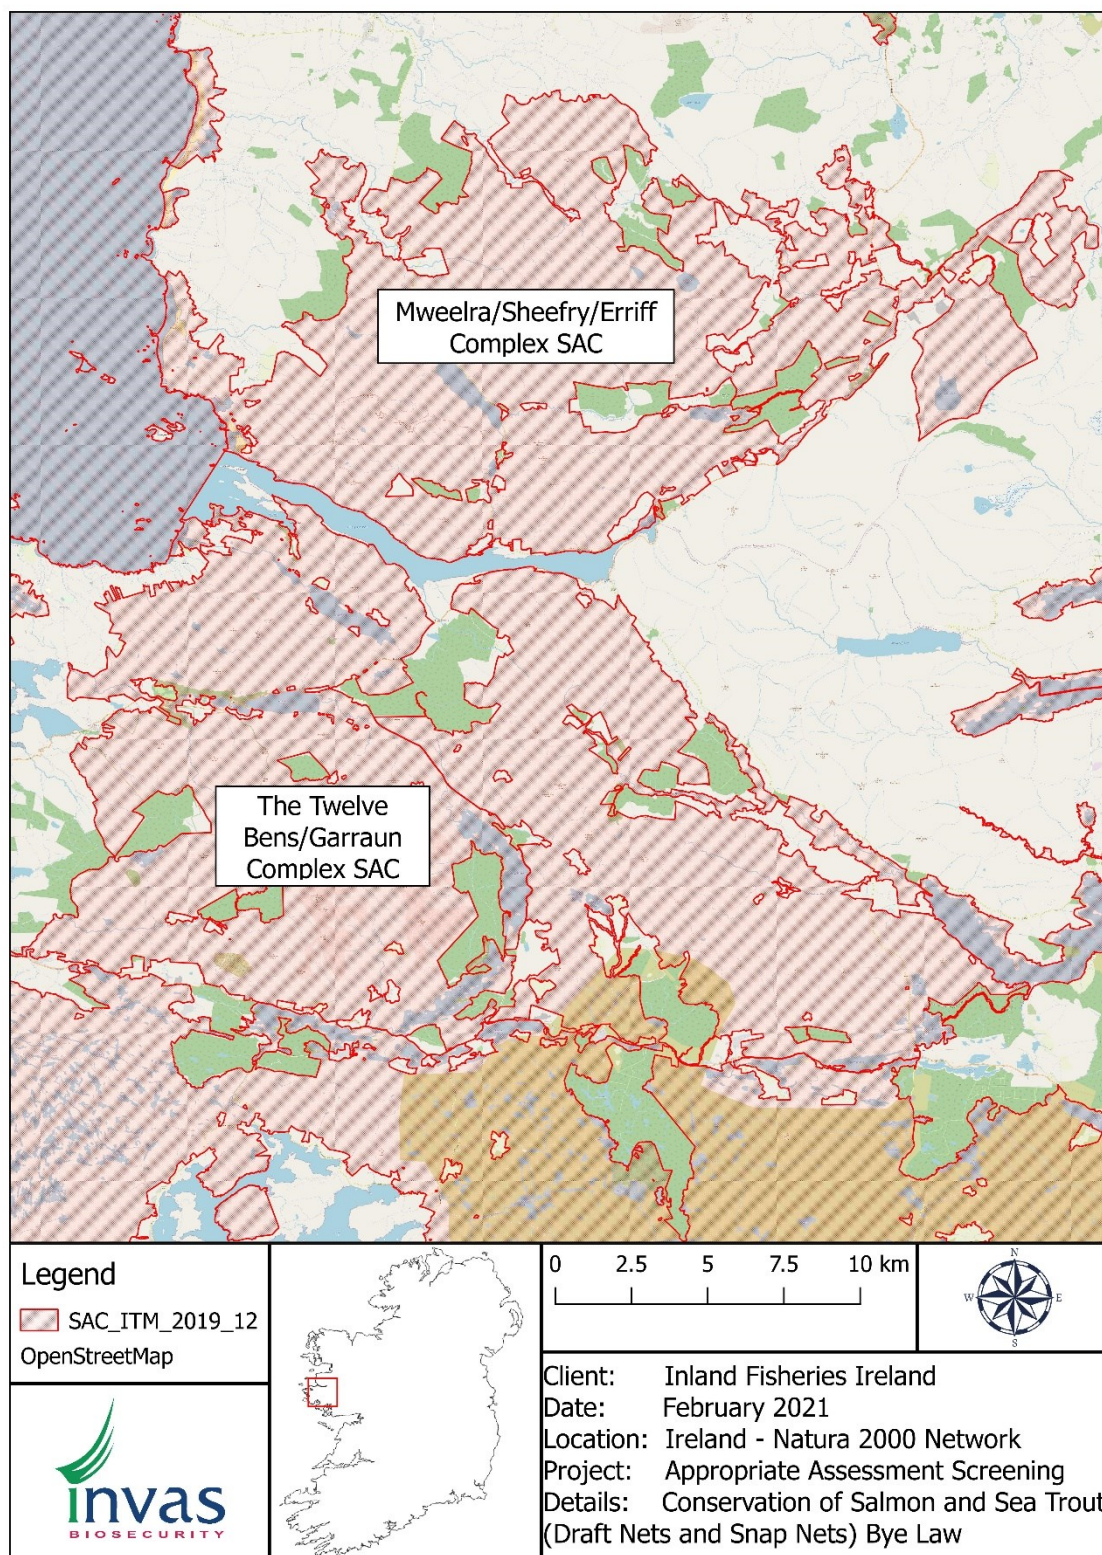 Mweelra/Sheefry/Erriff
Complex SAC
The Twelve
Bens/Garraun
Complex SAC
Legend
SAC_ITM_2019_12
OpenStreetMap
invas
BIOSECURITY
0 2.5 5 7.5 10 km
N
W E
S
Client: Inland Fisheries Ireland
Date: February 2021
Location: Ireland - Natura 2000 Network
Project: Appropriate Assessment Screening
Details: Conservation of Salmon and Sea Trout
(Draft Nets and Snap Nets) Bye Law